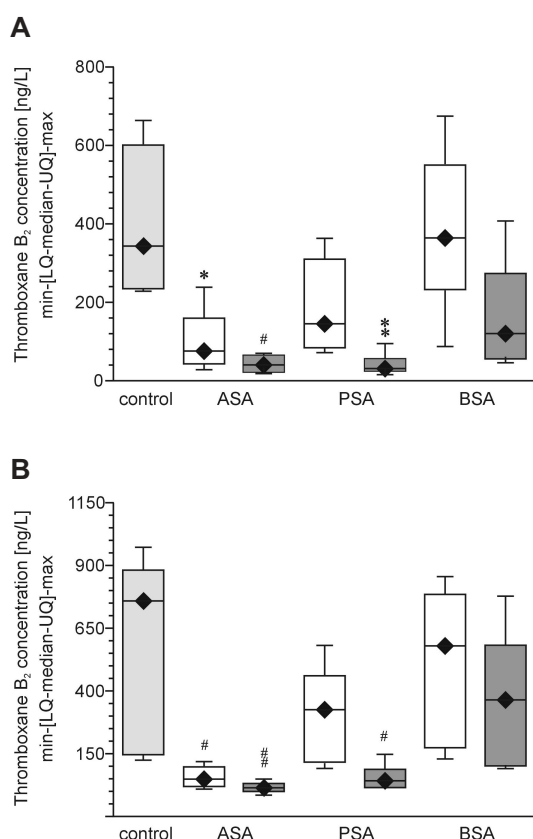 A
Thromboxane B₂ concentration [ng/L]
min-[LQ-median-UQ]-max
800
600
400
200
0
*
#
*
*
control ASA PSA BSA
B
Thromboxane B₂ concentration [ng/L]
min-[LQ-median-UQ]-max
1150
900
650
400
150
#
#
#
#
control ASA PSA BSA